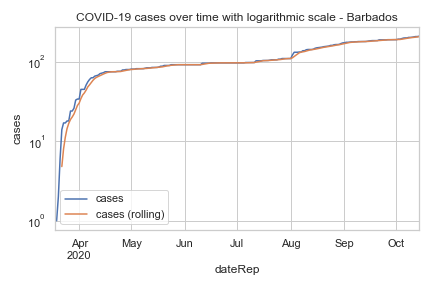 COVID-19 cases over time with logarithmic scale - Barbados
cases
10²
10¹
10⁰
cases
cases (rolling)
Apr May Jun Jul Aug Sep Oct
2020
dateRep